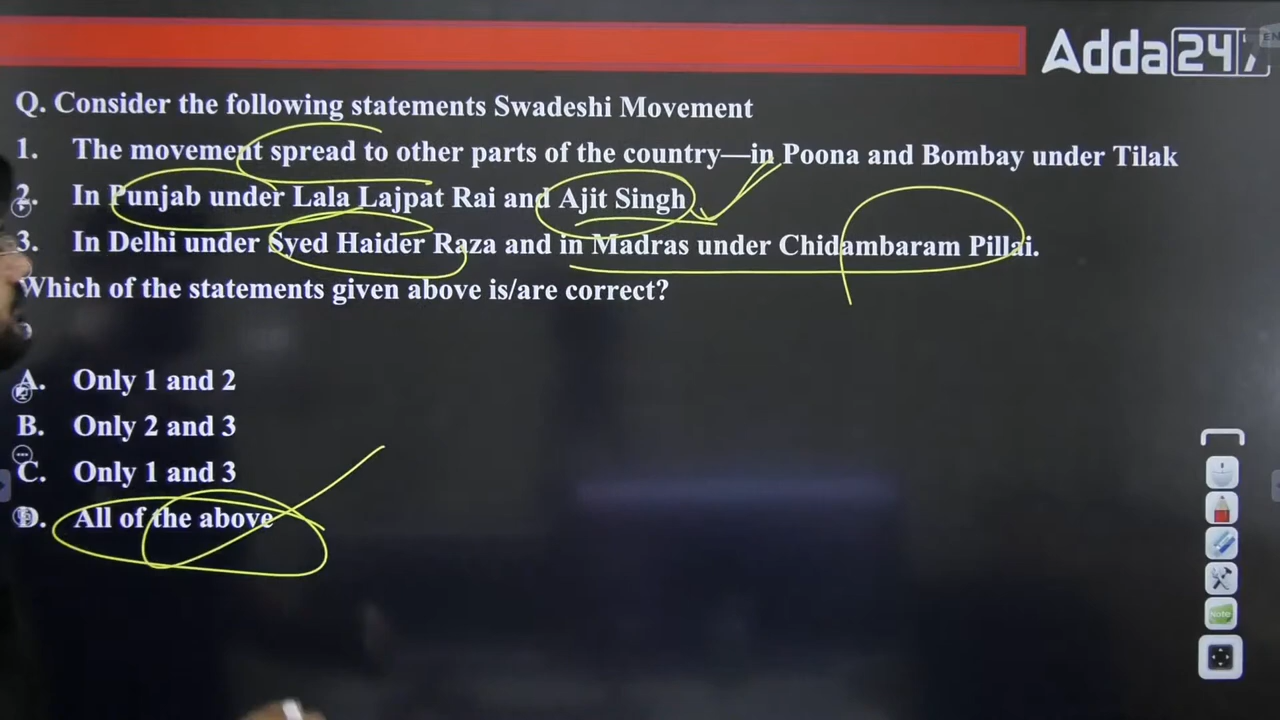 Adda247
Q. Consider the following statements Swadeshi Movement
1. The movement spread to other parts of the country—in Poona and Bombay under Tilak
2. In Punjab under Lala Lajpat Rai and Ajit Singh
3. In Delhi under Syed Haider Raza and in Madras under Chidambaram Pillai.
Which of the statements given above is/are correct?
A. Only 1 and 2
B. Only 2 and 3
C. Only 1 and 3
D. All of the above
Note
EN